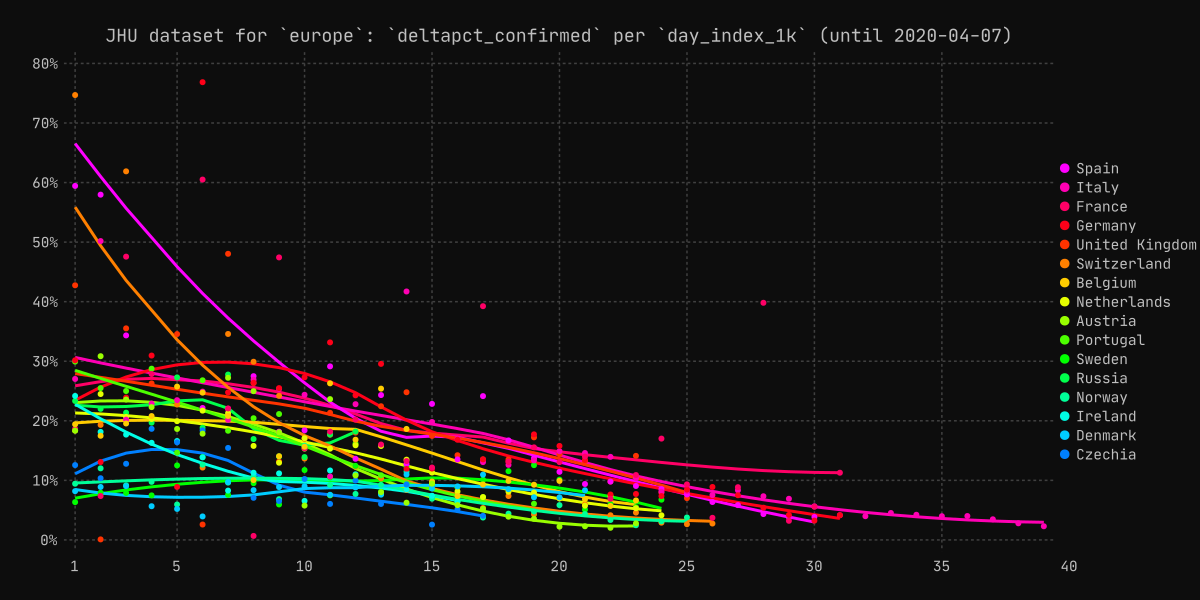 JHU dataset for `europe`: `deltapct_confirmed` per `day_index_1k` (until 2020-04-07)
80%
70%
60%
50%
40%
30%
20%
10%
0%
1 5 10 15 20 25 30 35 40
Spain
Italy
France
Germany
United Kingdom
Switzerland
Belgium
Netherlands
Austria
Portugal
Sweden
Russia
Norway
Ireland
Denmark
Czechia